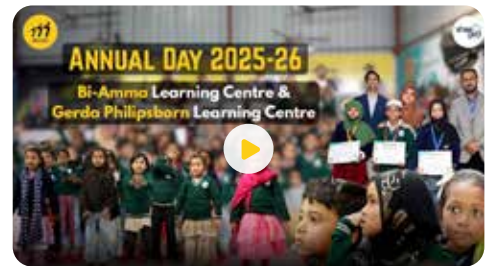 ANNUAL DAY 2025-26
Bi-Amma Learning Centre &
Gerda Philipsborn Learning Centre